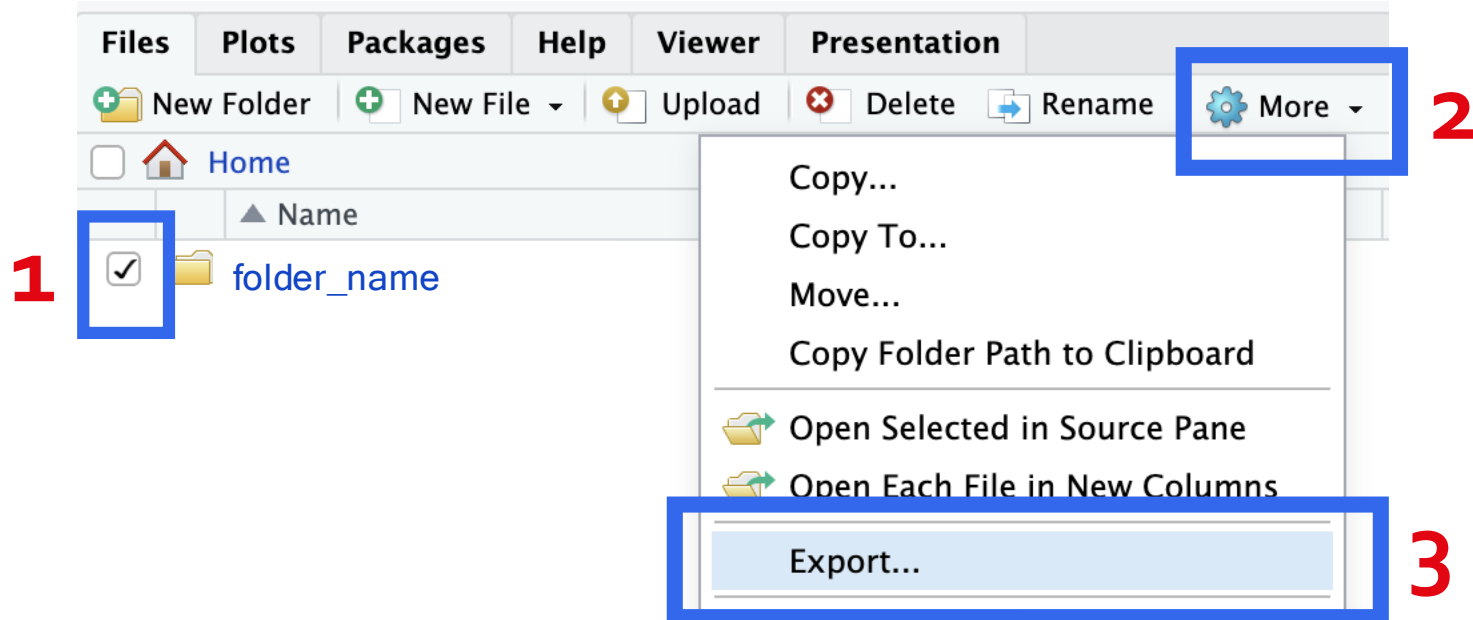 Files Plots Packages Help Viewer Presentation
New Folder New File Upload Delete Rename More 2
Home
Name
1 folder_name
Copy...
Copy To...
Move...
Copy Folder Path to Clipboard
Open Selected in Source Pane
Open Each File in New Columns
Export... 3